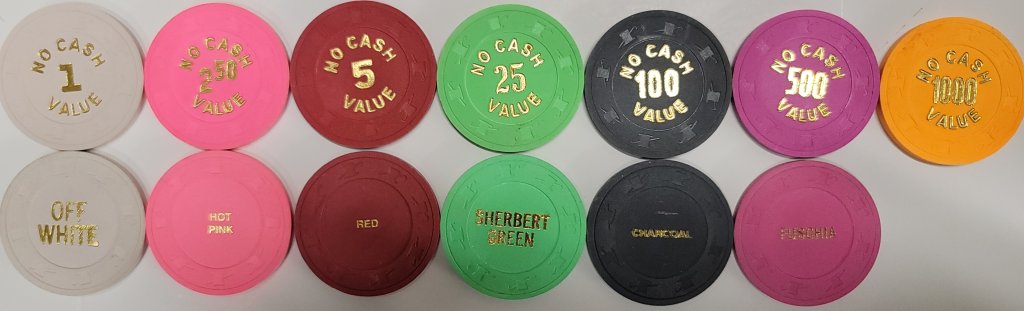 NO CASH
1
VALUE
NO CASH
2.50
VALUE
NO CASH
5
VALUE
NO CASH
25
VALUE
NO CASH
100
VALUE
NO CASH
500
VALUE
NO CASH
1000
VALUE
OFF
WHITE
HOT
PINK
RED
SHERBERT
GREEN
CHARCOAL
FUSCHIA